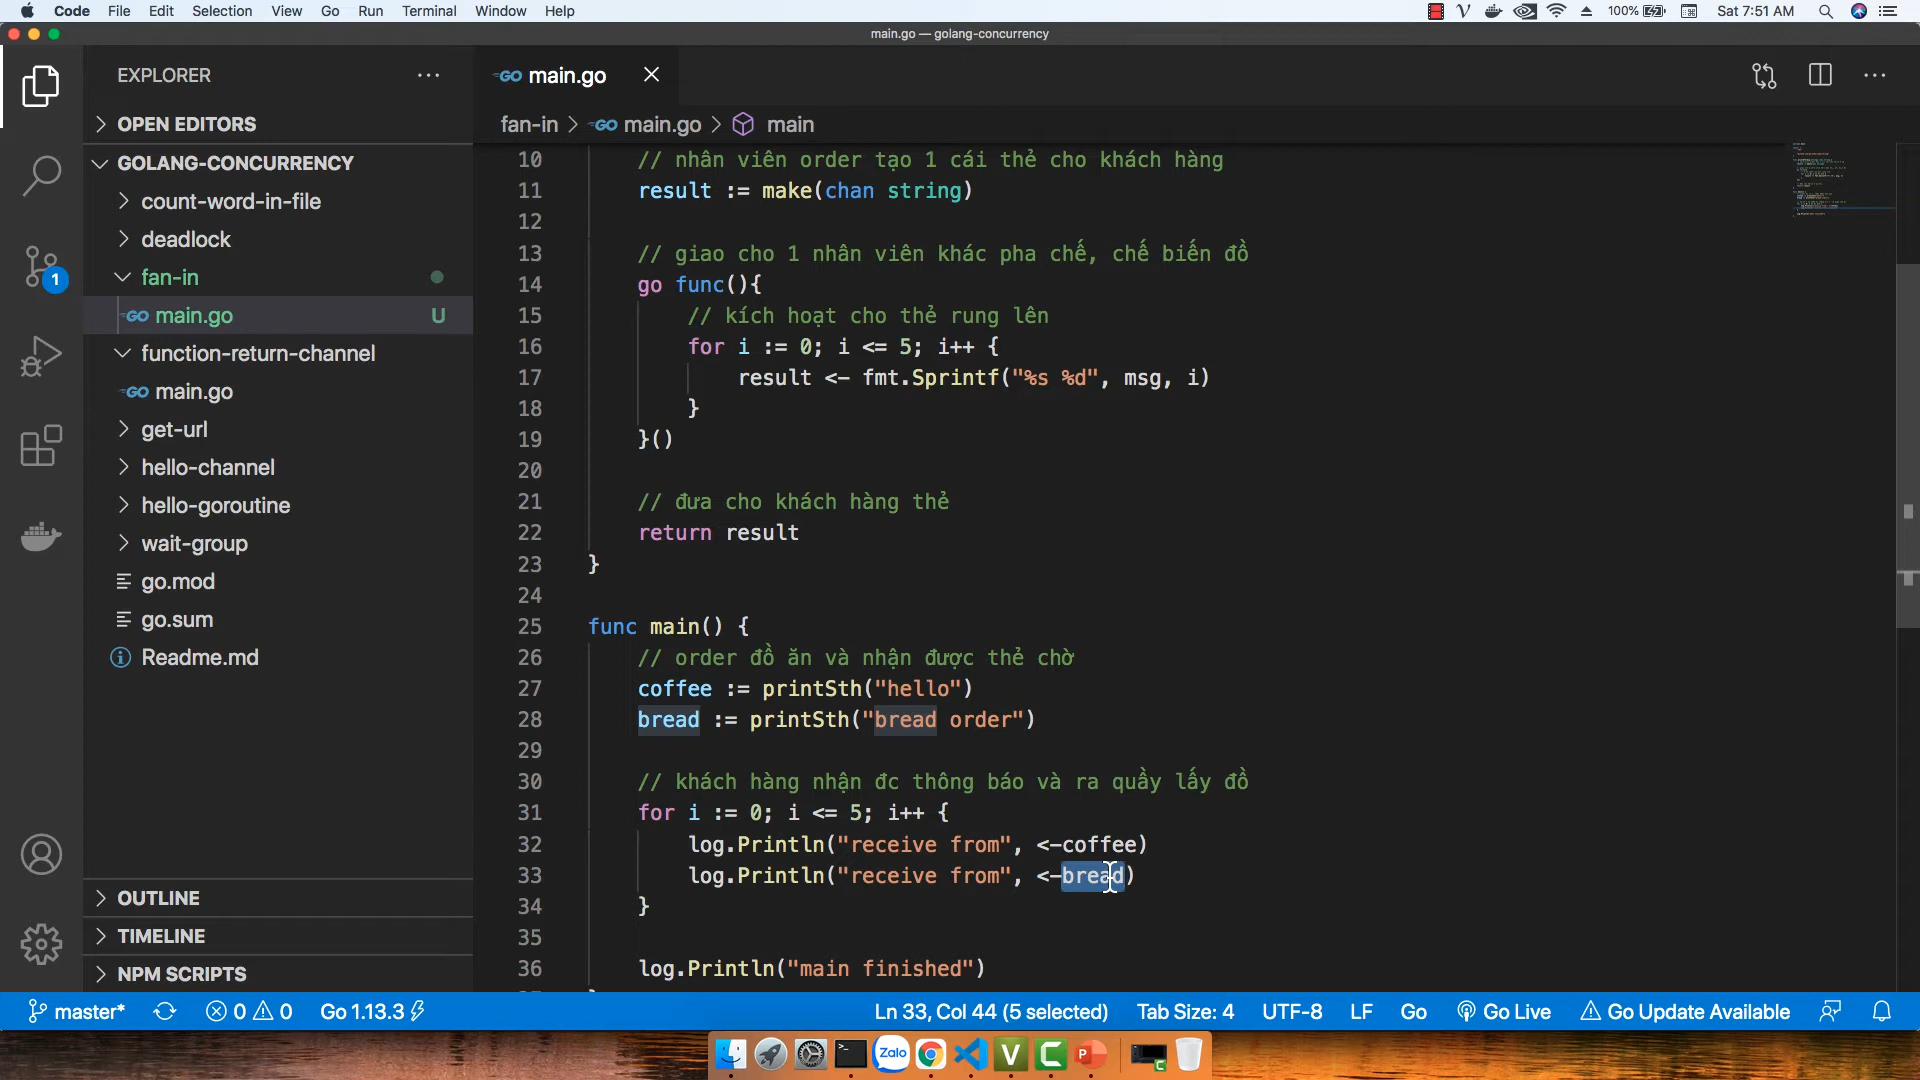 Code File Edit Selection View Go Run Terminal Window Help 100% Sat 7:51 AM
main.go — golang-concurrency
EXPLORER
main.go
OPEN EDITORS
fan-in > main.go > main
GOLANG-CONCURRENCY
count-word-in-file
deadlock
fan-in
main.go U
function-return-channel
main.go
get-url
hello-channel
hello-goroutine
wait-group
go.mod
go.sum
Readme.md
OUTLINE
TIMELINE
NPM SCRIPTS
1
10 // nhân viên order tạo 1 cái thẻ cho khách hàng
11 result := make(chan string)
12
13 // giao cho 1 nhân viên khác pha chế, chế biến đồ
14 go func(){
15 // kích hoạt cho thẻ rung lên
16 for i := 0; i <= 5; i++ {
17 result <- fmt.Sprintf("%s %d", msg, i)
18 }
19 }()
20
21 // đưa cho khách hàng thẻ
22 return result
23 }
24
25 func main() {
26 // order đồ ăn và nhận được thẻ chờ
27 coffee := printSth("hello")
28 bread := printSth("bread order")
29
30 // khách hàng nhận đc thông báo và ra quầy lấy đồ
31 for i := 0; i <= 5; i++ {
32 log.Println("receive from", <-coffee)
33 log.Println("receive from", <-bread)
34 }
35
36 log.Println("main finished")
master* 0 0 Go 1.13.3 Ln 33, Col 44 (5 selected) Tab Size: 4 UTF-8 LF Go Go Live Go Update Available
Zalo